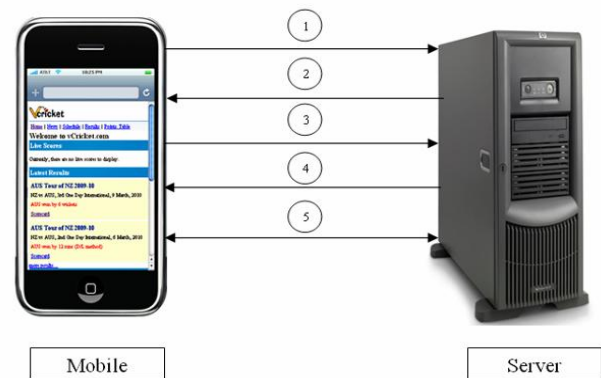 1
2
3
4
5
AT&T 10:25 PM
vCricket
Home | News | Schedule | Results | Points Table
Welcome to vCricket.com
Live Scores
Currently, there are no live scores to display.
Latest Results
AUS Tour of NZ 2009-10
NZ vs AUS, 3rd One Day International, 9 March, 2010
AUS won by 6 wickets
Scorecard
AUS Tour of NZ 2009-10
NZ vs AUS, 2nd One Day International, 6 March, 2010
AUS won by 12 runs (D/L method)
Scorecard
more results...
hp
Mobile
Server